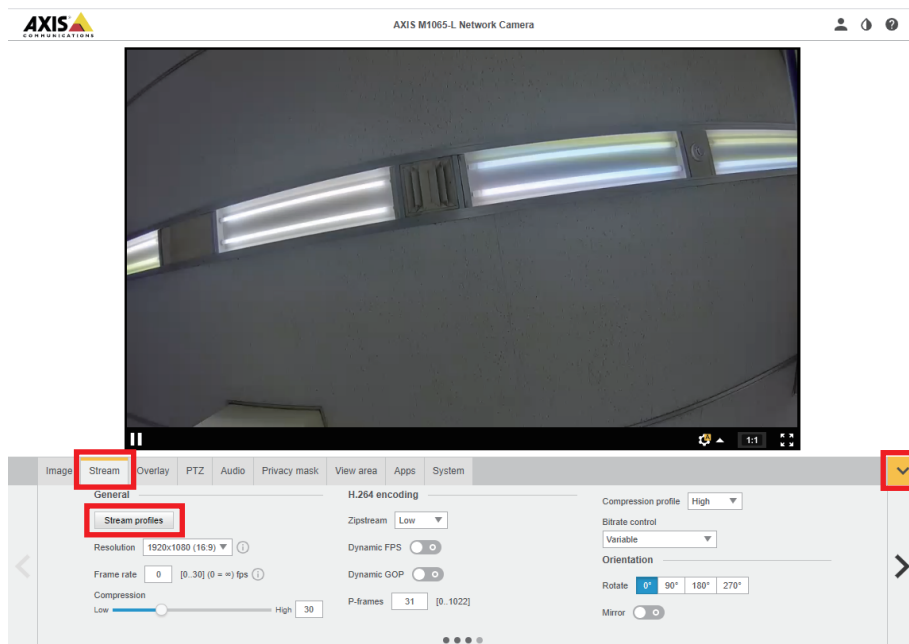 AXIS
COMMUNICATIONS
AXIS M1065-L Network Camera
1:1
Image Stream Overlay PTZ Audio Privacy mask View area Apps System
General
Stream profiles
Resolution 1920x1080 (16:9)
Frame rate 0 [0..30] (0 = ∞) fps
Compression
Low High 30
H.264 encoding
Zipstream Low
Dynamic FPS
Dynamic GOP
P-frames 31 [0..1022]
Compression profile High
Bitrate control
Variable
Orientation
Rotate 0° 90° 180° 270°
Mirror